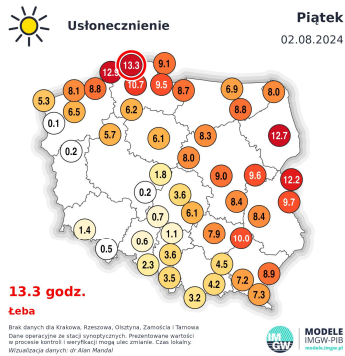 Usłonecznienie
Piątek
02.08.2024
12.3 13.3 9.1
8.1 8.8 10.7 9.5 8.7 6.9 8.0
5.3 6.5 6.2 8.8
0.1 5.7 6.1 8.3 12.7
0.2 8.0
1.8 9.0 9.6 12.2
0.2 3.6 8.4 9.7
0.7 6.1 8.4
1.4 0.6 1.1 7.9 10.0
0.5 3.6
2.3 4.5 8.9
3.5 4.2 7.2
3.2 7.3
13.3 godz.
Łeba
Brak danych dla Krakowa, Rzeszowa, Olsztyna, Zamościa i Tarnowa
Dane operacyjne ze stacji synoptycznych. Prezentowane wartości
w procesie kontroli i weryfikacji mogą ulec zmianie. Czas lokalny.
Wizualizacja danych: dr Alan Mandal
IM
GW
MODELE
IMGW-PIB
modele.imgw.pl